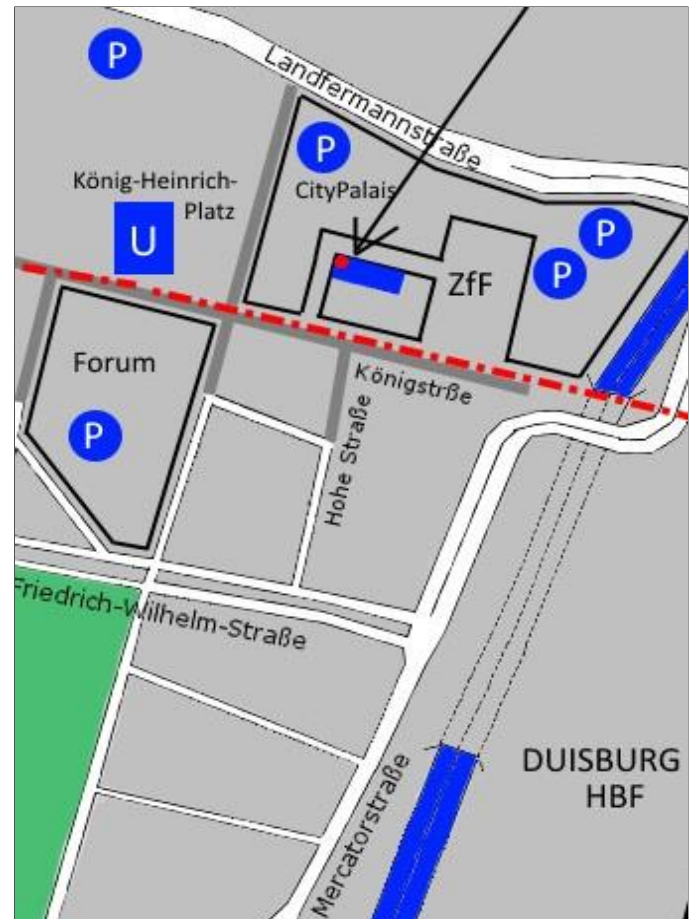 P
Landfermannstraße
P
König-Heinrich-
Platz
CityPalais
U
P
P
ZfF
Forum
Königstrße
P
Hohe Straße
Friedrich-Wilhelm-Straße
DUISBURG
HBF
Mercatorstraße